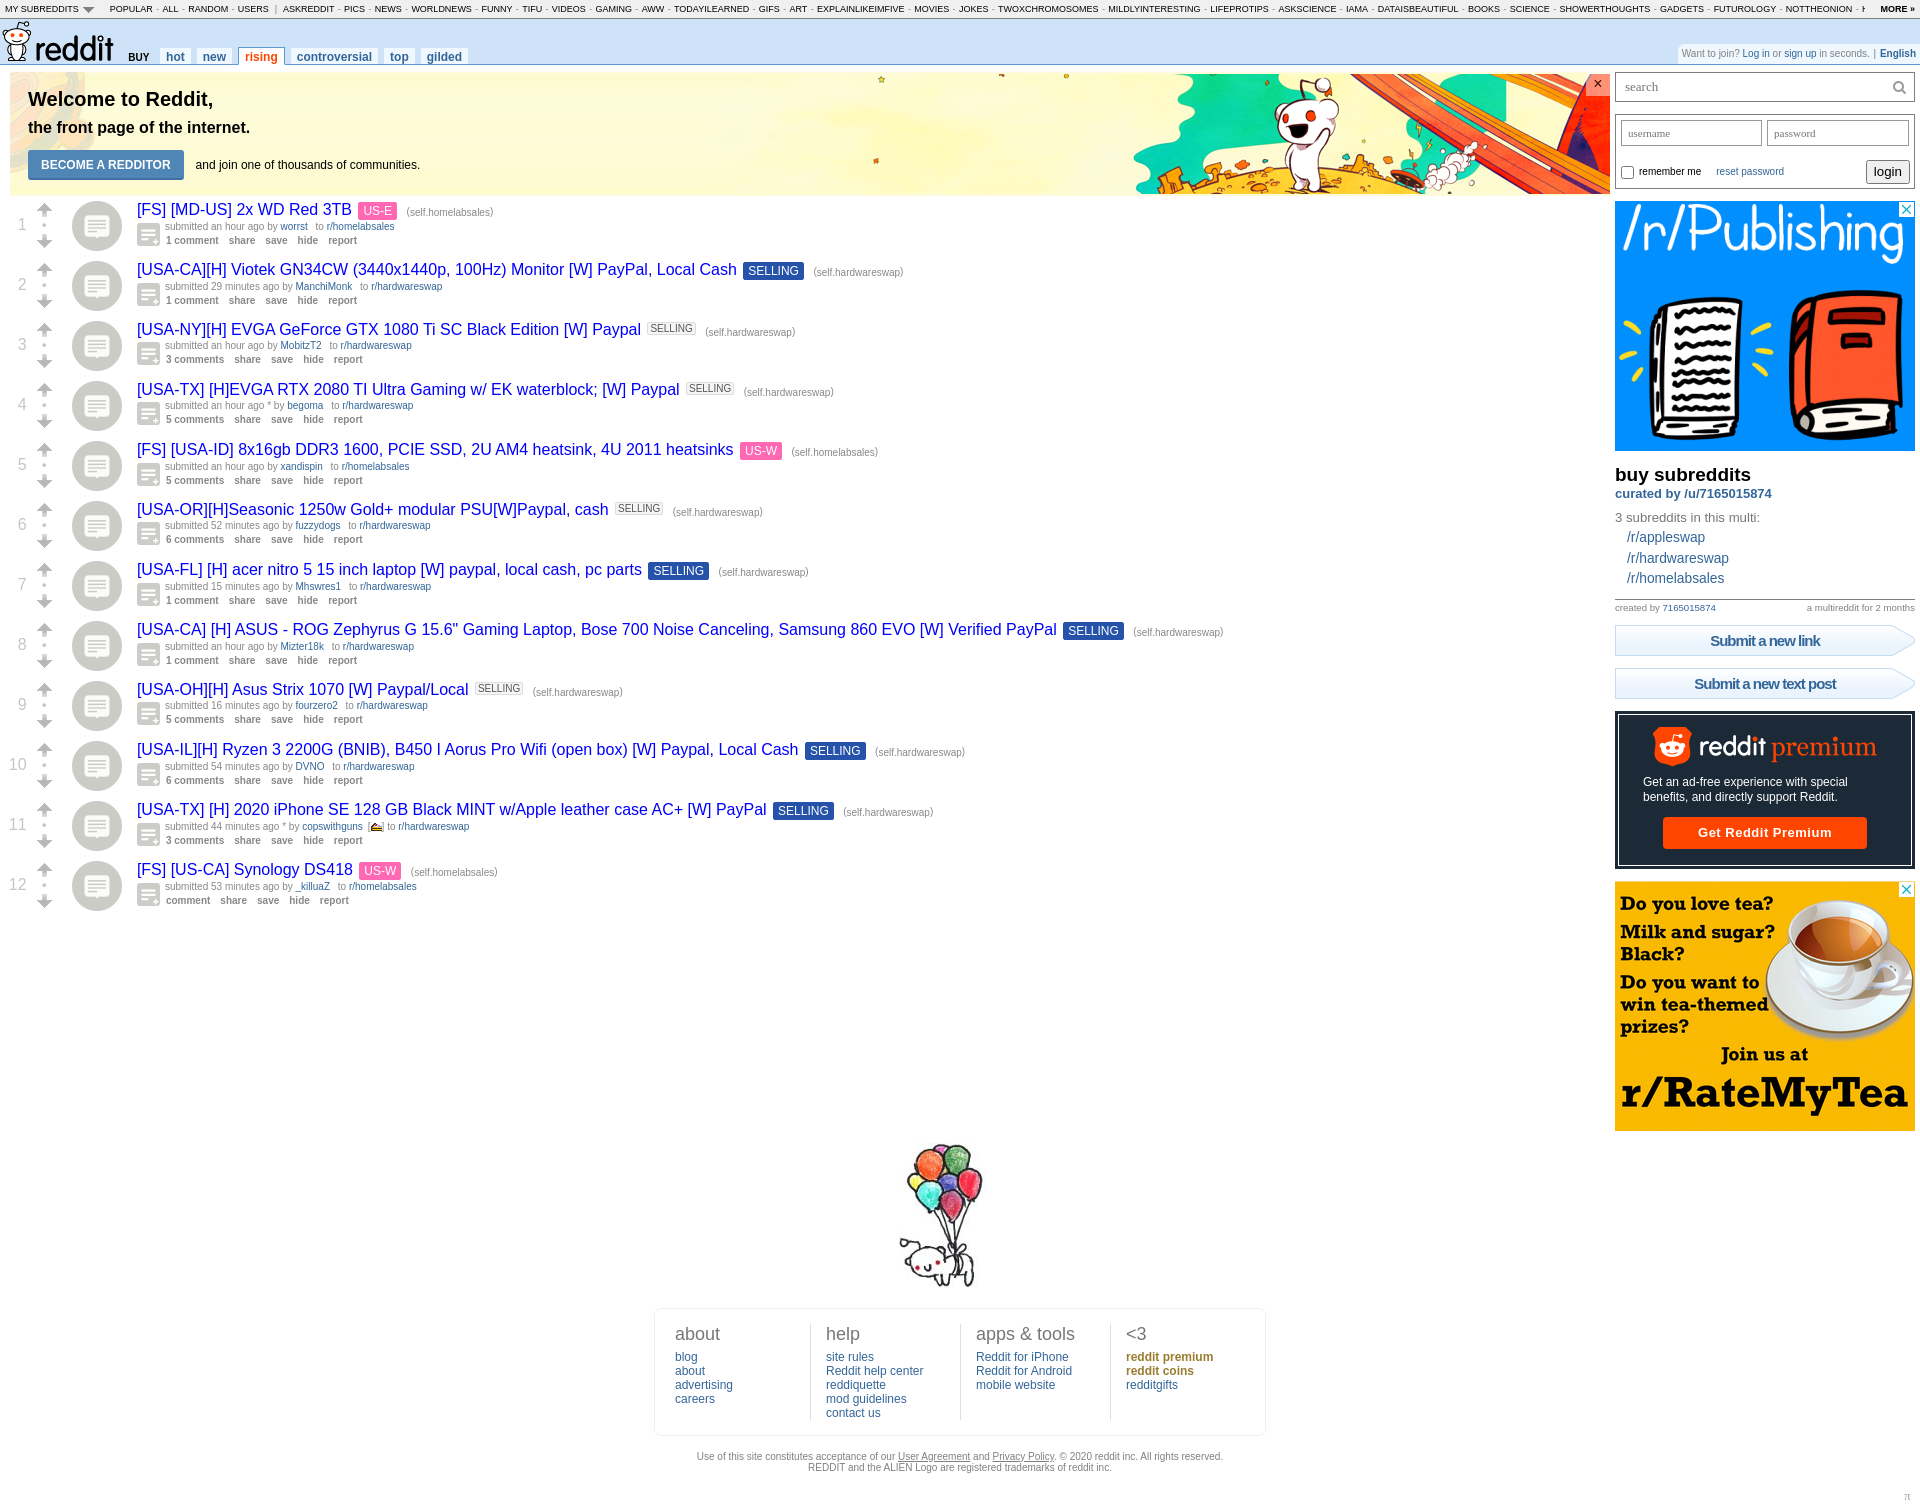 MY SUBREDDITS POPULAR - ALL - RANDOM - USERS | ASKREDDIT - PICS - NEWS - WORLDNEWS - FUNNY - TIFU - VIDEOS - GAMING - AWW - TODAYILEARNED - GIFS - ART - EXPLAINLIKEIMFIVE - MOVIES - JOKES - TWOXCHROMOSOMES - MILDLYINTERESTING - LIFEPROTIPS - ASKSCIENCE - IAMA - DATAISBEAUTIFUL - BOOKS - SCIENCE - SHOWERTHOUGHTS - GADGETS - FUTUROLOGY - NOTTHEONION - MORE »
reddit BUY hot new rising controversial top gilded
Want to join? Log in or sign up in seconds. | English
Welcome to Reddit,
the front page of the internet.
BECOME A REDDITOR and join one of thousands of communities.
×
1
[FS] [MD-US] 2x WD Red 3TB US-E (self.homelabsales)
submitted an hour ago by worrst to r/homelabsales
1 comment share save hide report
2
[USA-CA][H] Viotek GN34CW (3440x1440p, 100Hz) Monitor [W] PayPal, Local Cash SELLING (self.hardwareswap)
submitted 29 minutes ago by ManchiMonk to r/hardwareswap
1 comment share save hide report
3
[USA-NY][H] EVGA GeForce GTX 1080 Ti SC Black Edition [W] Paypal SELLING (self.hardwareswap)
submitted an hour ago by MobitzT2 to r/hardwareswap
3 comments share save hide report
4
[USA-TX] [H]EVGA RTX 2080 TI Ultra Gaming w/ EK waterblock; [W] Paypal SELLING (self.hardwareswap)
submitted an hour ago * by begoma to r/hardwareswap
5 comments share save hide report
5
[FS] [USA-ID] 8x16gb DDR3 1600, PCIE SSD, 2U AM4 heatsink, 4U 2011 heatsinks US-W (self.homelabsales)
submitted an hour ago by xandispin to r/homelabsales
5 comments share save hide report
6
[USA-OR][H]Seasonic 1250w Gold+ modular PSU[W]Paypal, cash SELLING (self.hardwareswap)
submitted 52 minutes ago by fuzzydogs to r/hardwareswap
6 comments share save hide report
7
[USA-FL] [H] acer nitro 5 15 inch laptop [W] paypal, local cash, pc parts SELLING (self.hardwareswap)
submitted 15 minutes ago by Mhswres1 to r/hardwareswap
1 comment share save hide report
8
[USA-CA] [H] ASUS - ROG Zephyrus G 15.6" Gaming Laptop, Bose 700 Noise Canceling, Samsung 860 EVO [W] Verified PayPal SELLING (self.hardwareswap)
submitted an hour ago by Mizter18k to r/hardwareswap
1 comment share save hide report
9
[USA-OH][H] Asus Strix 1070 [W] Paypal/Local SELLING (self.hardwareswap)
submitted 16 minutes ago by fourzero2 to r/hardwareswap
5 comments share save hide report
10
[USA-IL][H] Ryzen 3 2200G (BNIB), B450 I Aorus Pro Wifi (open box) [W] Paypal, Local Cash SELLING (self.hardwareswap)
submitted 54 minutes ago by DVNO to r/hardwareswap
6 comments share save hide report
11
[USA-TX] [H] 2020 iPhone SE 128 GB Black MINT w/Apple leather case AC+ [W] PayPal SELLING (self.hardwareswap)
submitted 44 minutes ago * by copswithguns [ ] to r/hardwareswap
3 comments share save hide report
12
[FS] [US-CA] Synology DS418 US-W (self.homelabsales)
submitted 53 minutes ago by _killuaZ to r/homelabsales
comment share save hide report
search
username password
remember me reset password login
/r/Publishing
buy subreddits
curated by /u/7165015874
3 subreddits in this multi:
/r/appleswap
/r/hardwareswap
/r/homelabsales
created by 7165015874 a multireddit for 2 months
Submit a new link
Submit a new text post
reddit premium
Get an ad-free experience with special
benefits, and directly support Reddit.
Get Reddit Premium
Do you love tea?
Milk and sugar?
Black?
Do you want to
win tea-themed
prizes?
Join us at
r/RateMyTea
about
blog
about
advertising
careers
help
site rules
Reddit help center
reddiquette
mod guidelines
contact us
apps & tools
Reddit for iPhone
Reddit for Android
mobile website
<3
reddit premium
reddit coins
redditgifts
Use of this site constitutes acceptance of our User Agreement and Privacy Policy. © 2020 reddit inc. All rights reserved.
REDDIT and the ALIEN Logo are registered trademarks of reddit inc.
π